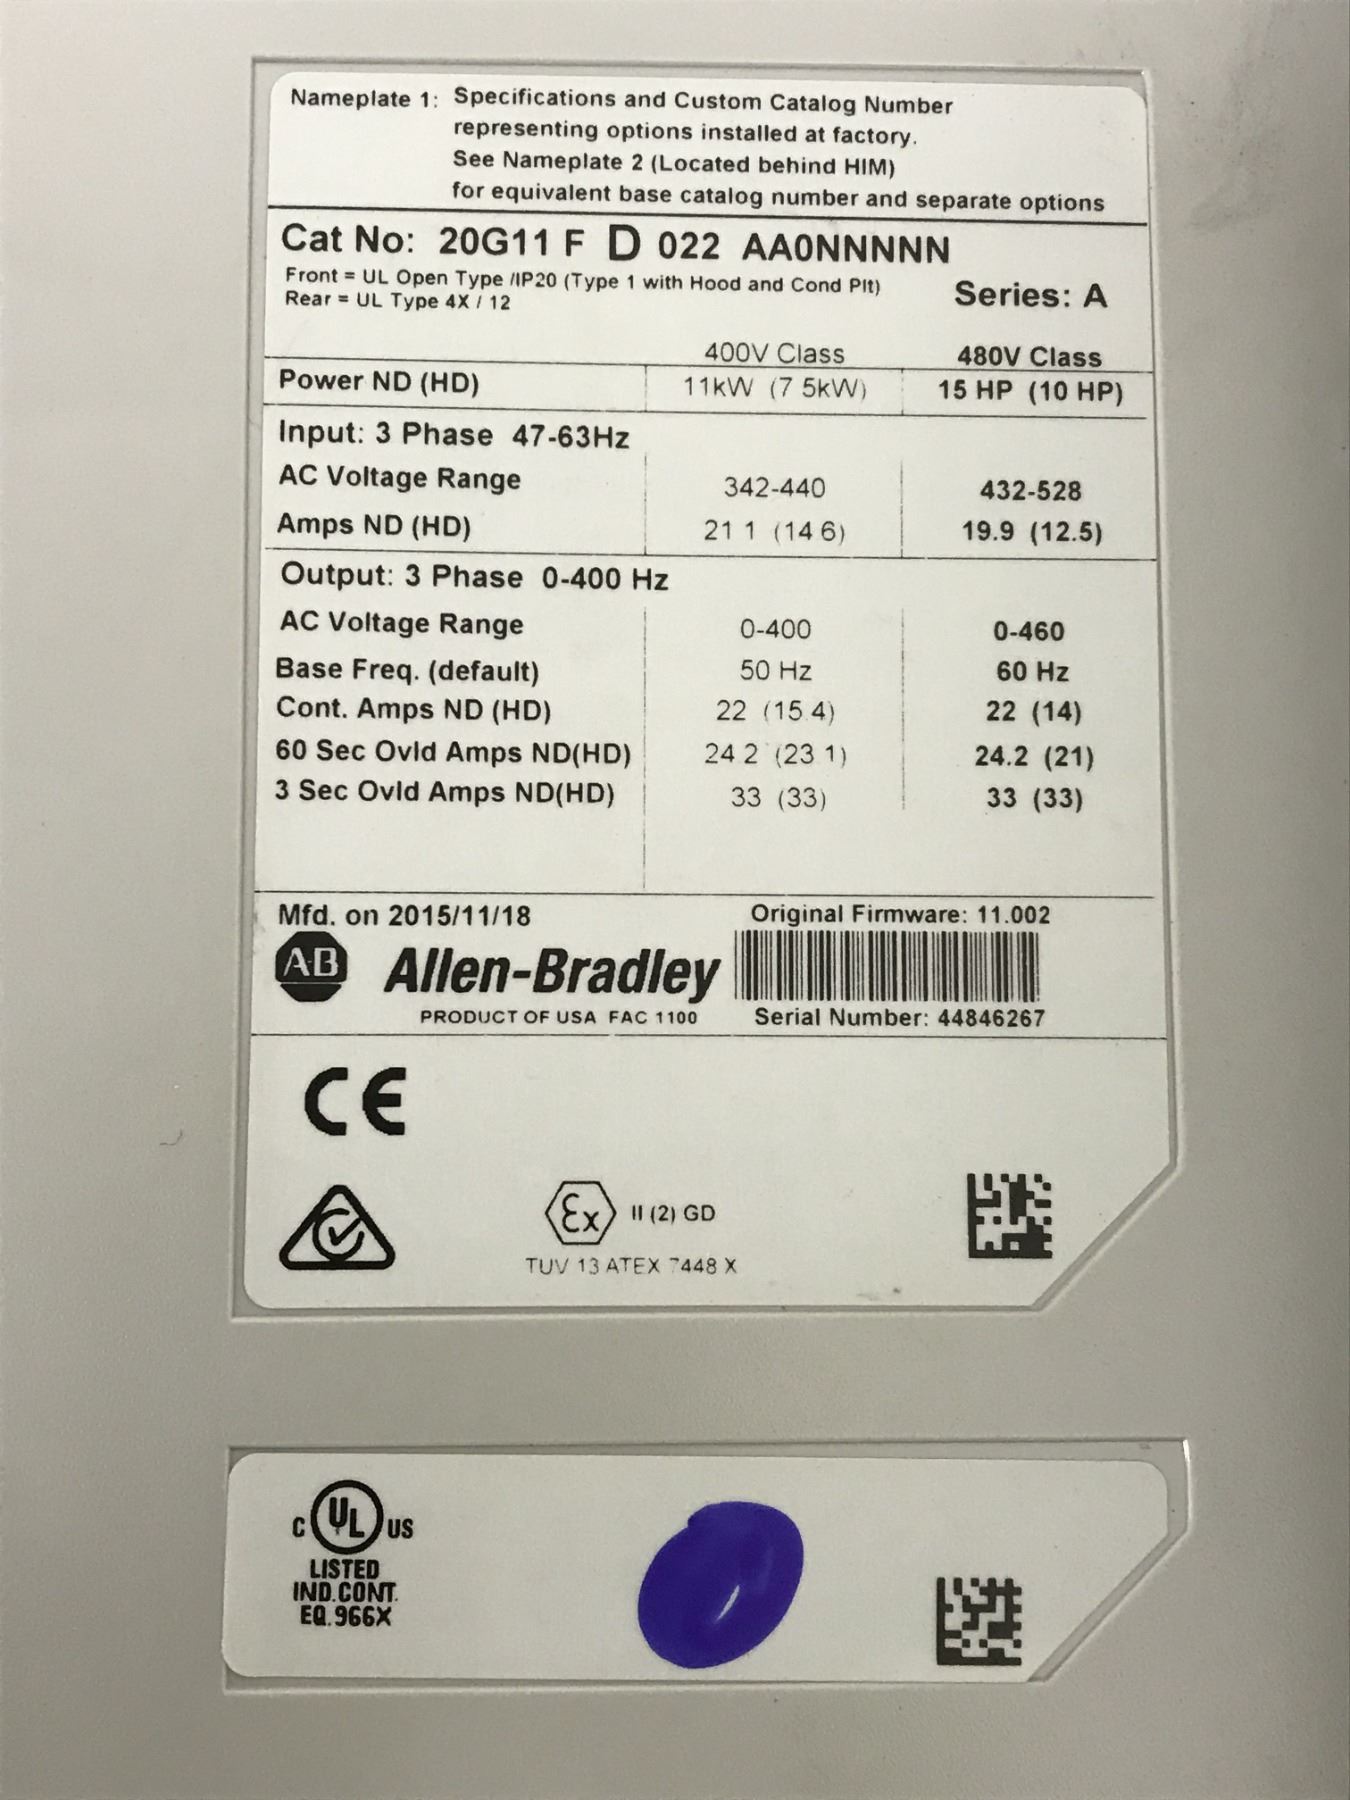 Nameplate 1: Specifications and Custom Catalog Number
representing options installed at factory.
See Nameplate 2 (Located behind HIM)
for equivalent base catalog number and separate options
Cat No: 20G11 F D 022 AA0NNNNN
Front = UL Open Type /IP20 (Type 1 with Hood and Cond Plt)
Rear = UL Type 4X / 12
Series: A
400V Class 480V Class
Power ND (HD) 11kW (7 5kW) 15 HP (10 HP)
Input: 3 Phase 47-63Hz
AC Voltage Range 342-440 432-528
Amps ND (HD) 21 1 (14 6) 19.9 (12.5)
Output: 3 Phase 0-400 Hz
AC Voltage Range 0-400 0-460
Base Freq. (default) 50 Hz 60 Hz
Cont. Amps ND (HD) 22 (15.4) 22 (14)
60 Sec Ovld Amps ND(HD) 24 2 (23 1) 24.2 (21)
3 Sec Ovld Amps ND(HD) 33 (33) 33 (33)
Mfd. on 2015/11/18 Original Firmware: 11.002
AB Allen-Bradley
PRODUCT OF USA FAC 1100 Serial Number: 44846267
CE
Ex II (2) GD
TUV 13 ATEX 7448 X
C UL US
LISTED
IND.CONT.
EQ.966X